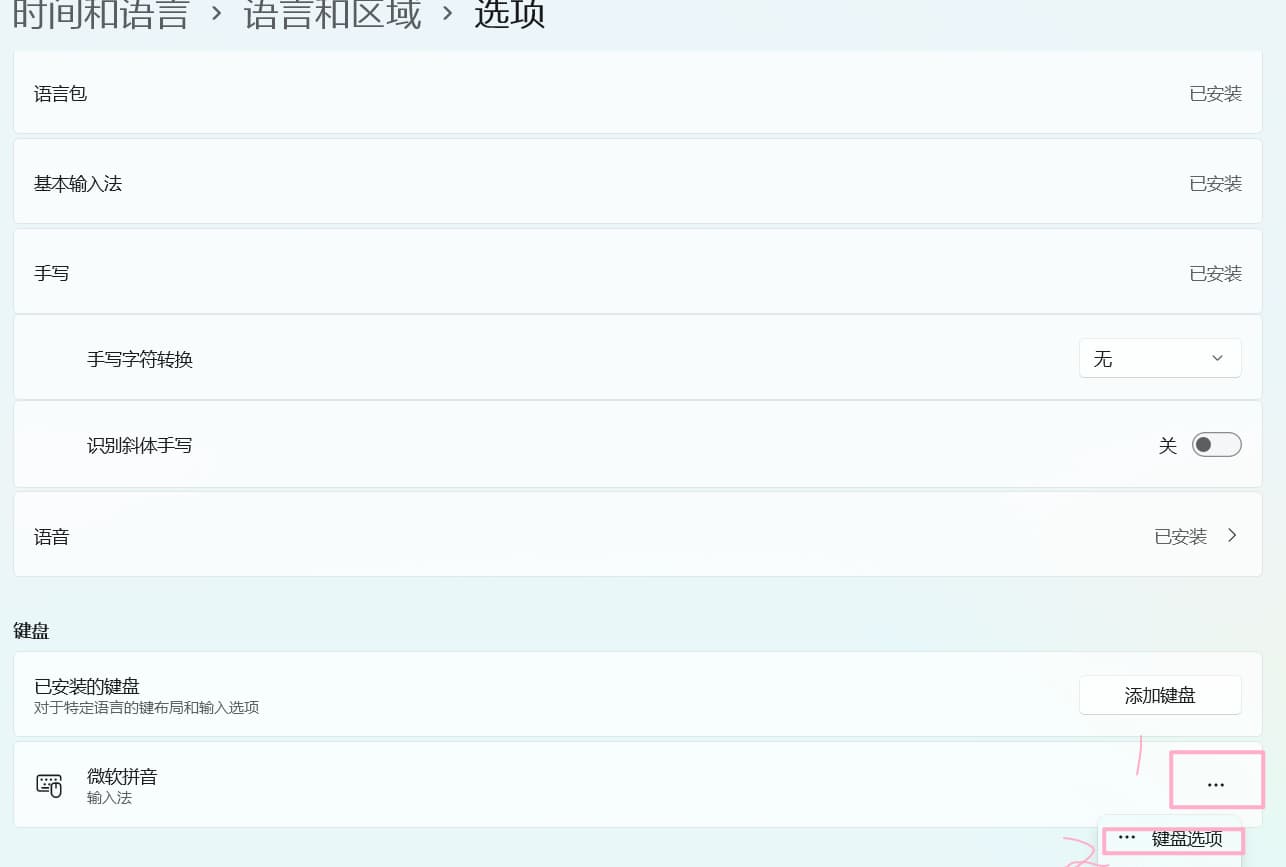 时间和语言 › 语言和区域 › 选项
语言包 已安装
基本输入法 已安装
手写 已安装
手写字符转换 无
识别斜体手写 关
语音 已安装
键盘
已安装的键盘
对于特定语言的键布局和输入选项
添加键盘
1
微软拼音
输入法
...
2
... 键盘选项